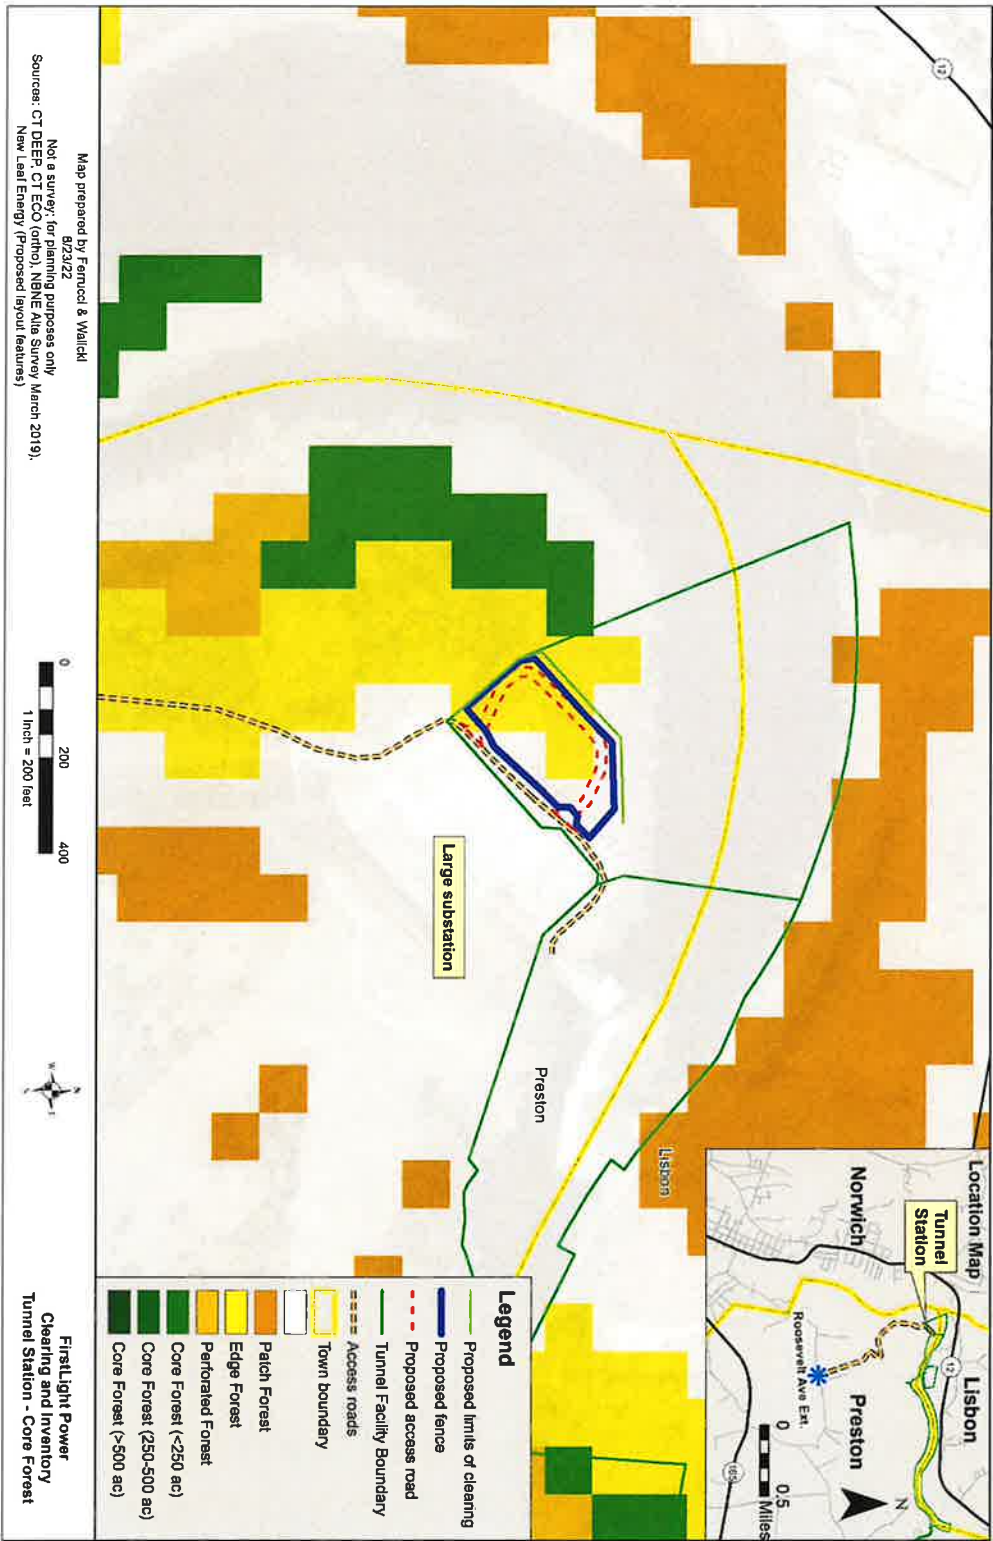 12
Large substation
Preston
Lisbon
Location Map
Tunnel
Station
Norwich
Lisbon
12
Preston
Roosevelt Ave Ext.
165
N
0 0.5
Miles
Legend
Proposed limits of clearing
Proposed fence
Proposed access road
Tunnel Facility Boundary
Access roads
Town boundary
Patch Forest
Edge Forest
Perforated Forest
Core Forest (<250 ac)
Core Forest (250-500 ac)
Core Forest (>500 ac)
Map prepared by Ferrucci & Walicki
8/23/22
Not a survey; for planning purposes only
Sources: CT DEEP, CT ECO (ortho), NBNE Alta Survey March 2019),
New Leaf Energy (Proposed layout features)
0 200 400
1 inch = 200 feet
W
E
FirstLight Power
Clearing and Inventory
Tunnel Station - Core Forest